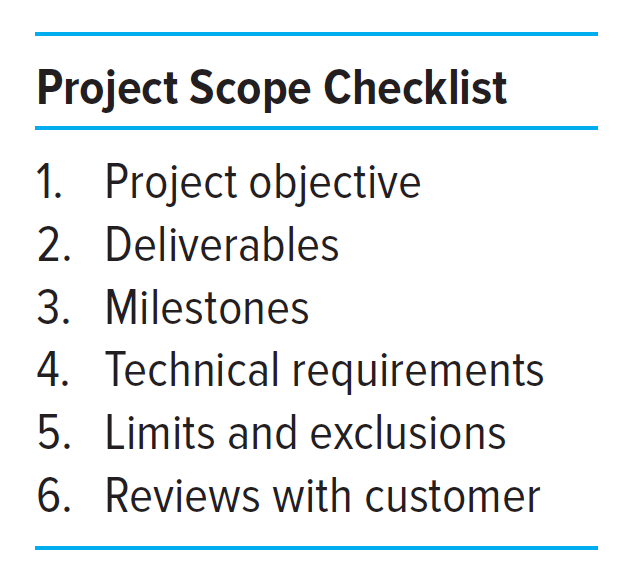 Project Scope Checklist
1. Project objective
2. Deliverables
3. Milestones
4. Technical requirements
5. Limits and exclusions
6. Reviews with customer